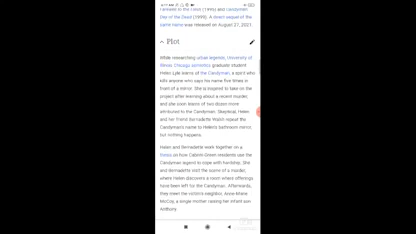 Farewell to the Flesh (1995) and Candyman:
Day of the Dead (1999). A direct sequel of the
same name was released on August 27, 2021.
Plot
While researching urban legends, University of
Illinois, Chicago semiotics graduate student
Helen Lyle learns of the Candyman, a spirit who
kills anyone who says his name five times in
front of a mirror. She is inspired to take on the
project after learning about a recent murder,
and she soon learns of two dozen more
attributed to the Candyman. Skeptical, Helen
and her friend Bernadette Walsh repeat the
Candyman's name to Helen's bathroom mirror,
but nothing happens.
Helen and Bernadette work together on a
thesis on how Cabrini-Green residents use the
Candyman legend to cope with hardship. She
and Bernadette visit the scene of a murder,
where Helen discovers a room where offerings
have been left for the Candyman. Afterwards,
they meet the victim's neighbor, Anne-Marie
McCoy, a single mother raising her infant son
Anthony.